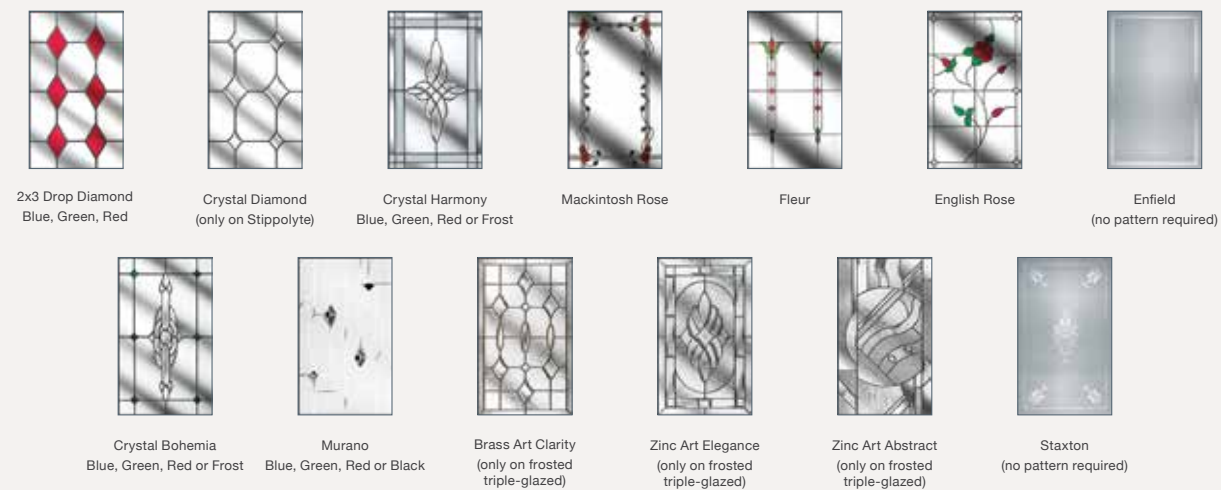 2x3 Drop Diamond
Blue, Green, Red
Crystal Diamond
(only on Stippolyte)
Crystal Harmony
Blue, Green, Red or Frost
Mackintosh Rose
Fleur
English Rose
Enfield
(no pattern required)
Crystal Bohemia
Blue, Green, Red or Frost
Murano
Blue, Green, Red or Black
Brass Art Clarity
(only on frosted
triple-glazed)
Zinc Art Elegance
(only on frosted
triple-glazed)
Zinc Art Abstract
(only on frosted
triple-glazed)
Staxton
(no pattern required)